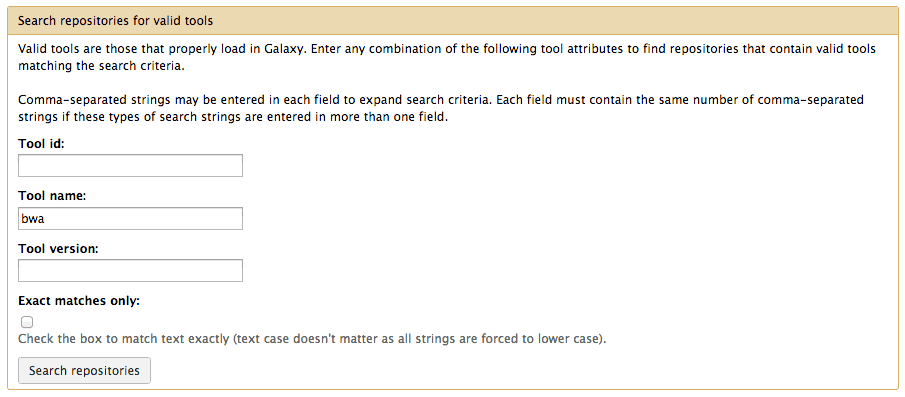 Search repositories for valid tools
Valid tools are those that properly load in Galaxy. Enter any combination of the following tool attributes to find repositories that contain valid tools
matching the search criteria.
Comma-separated strings may be entered in each field to expand search criteria. Each field must contain the same number of comma-separated
strings if these types of search strings are entered in more than one field.
Tool id:
Tool name:
bwa
Tool version:
Exact matches only:
Check the box to match text exactly (text case doesn't matter as all strings are forced to lower case).
Search repositories